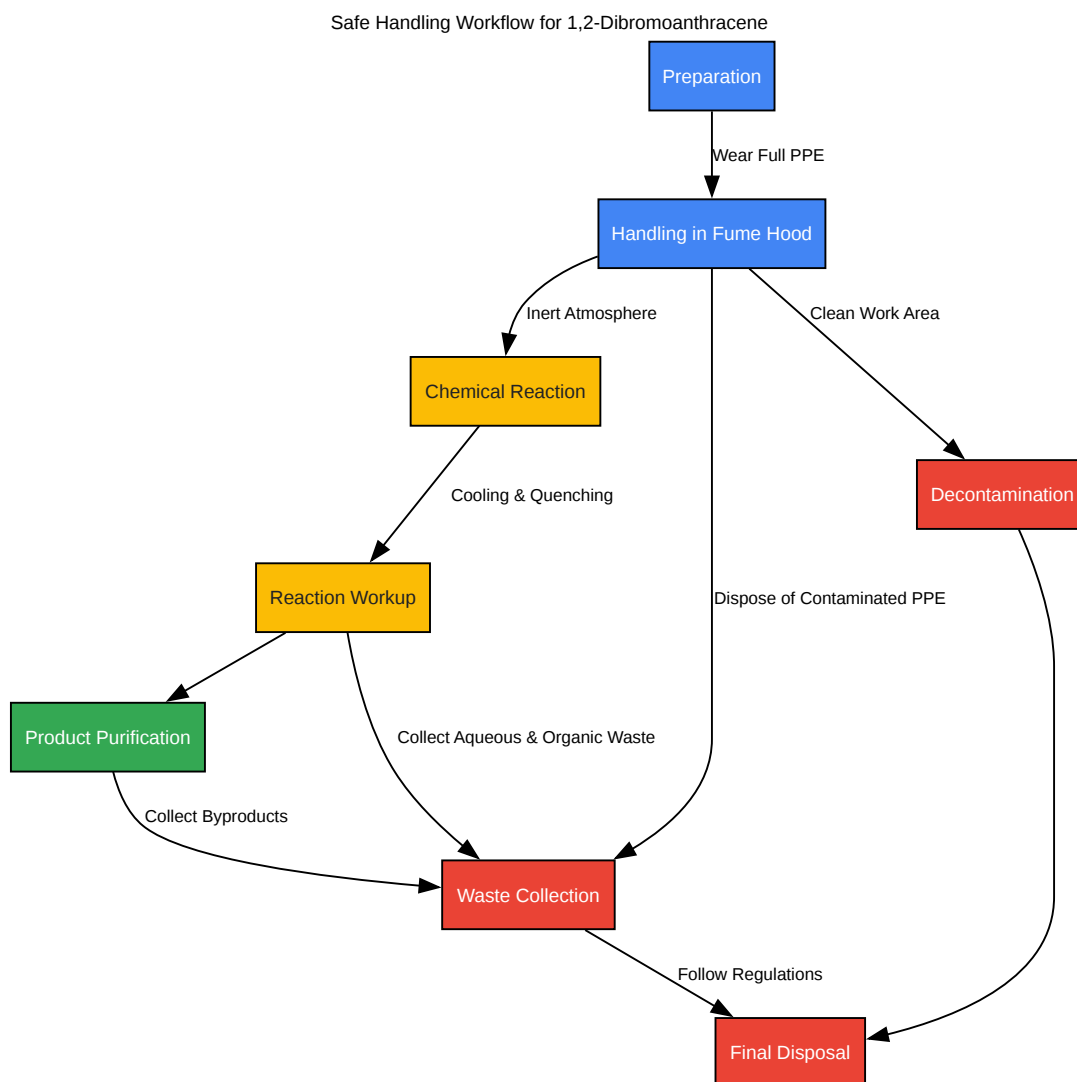 Safe Handling Workflow for 1,2-Dibromoanthracene
Preparation
Wear Full PPE
Handling in Fume Hood
Inert Atmosphere
Clean Work Area
Chemical Reaction
Cooling & Quenching
Decontamination
Reaction Workup
Dispose of Contaminated PPE
Product Purification
Collect Aqueous & Organic Waste
Collect Byproducts
Waste Collection
Follow Regulations
Final Disposal